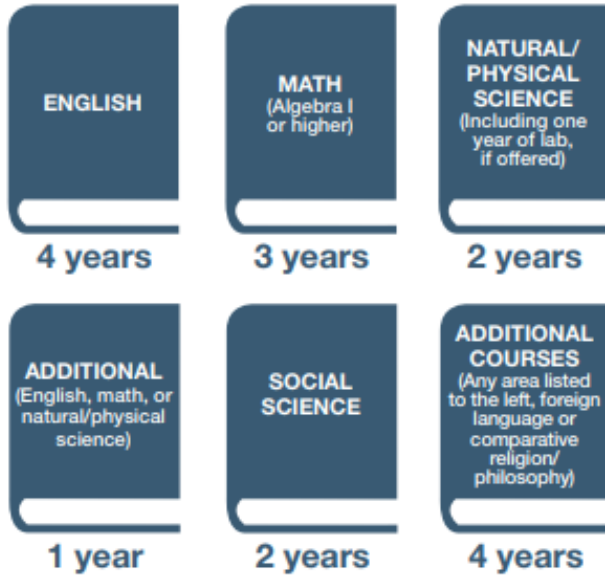 ENGLISH
4 years
MATH
(Algebra I
or higher)
3 years
NATURAL/
PHYSICAL
SCIENCE
(Including one
year of lab,
if offered)
2 years
ADDITIONAL
(English, math, or
natural/physical
science)
1 year
SOCIAL
SCIENCE
2 years
ADDITIONAL
COURSES
(Any area listed
to the left, foreign
language or
comparative
religion/
philosophy)
4 years